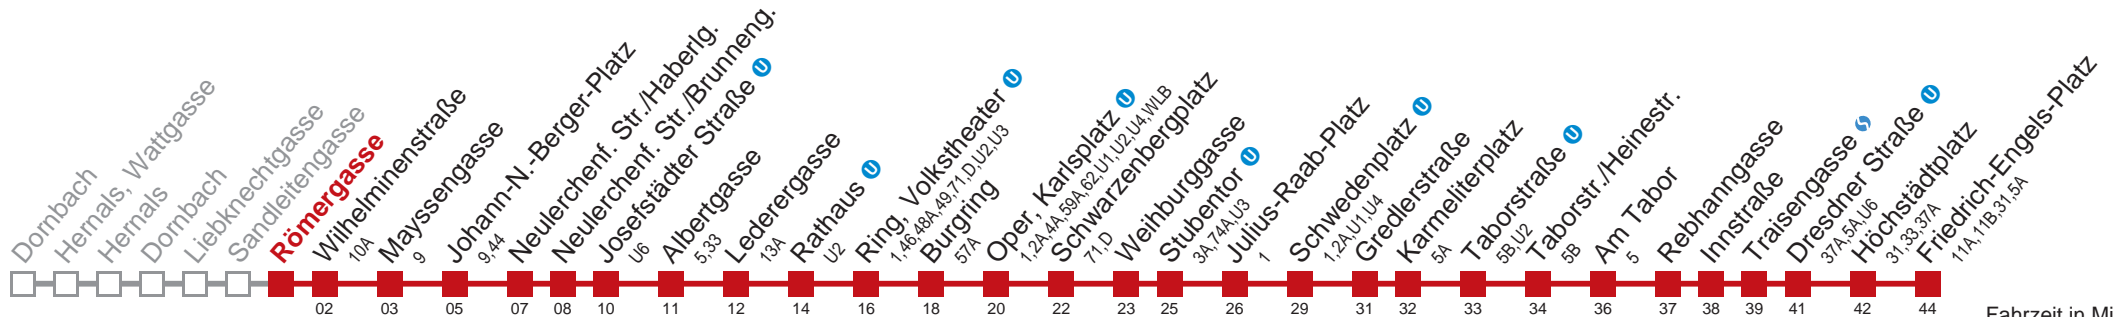 Dornbach
Hernals, Wattgasse
Hernals
Dornbach
Liebknechtgasse
Sandleitengasse
Römergasse
Wilhelminenstraße
10A
Mayssengasse
9
Johann-N.-Berger-Platz
9,44
Neulerchenf. Str./Haberlg.
Neulerchenf. Str./Brunneng.
Josefstädter Straße U
U6
Albertgasse
5,33
Lederergasse
13A
Rathaus U
U2
Ring, Volkstheater U
1,46,48A,49,71,D,U2,U3
Burgring
57A
Oper, Karlsplatz U
1,2A,4A,59A,62,U1,U2,U4,WLB
Schwarzenbergplatz
71,D
Weihburggasse
Stubentor U
3A,74A,U3
Julius-Raab-Platz
1
Schwedenplatz U
1,2A,U1,U4
Gredlerstraße
Karmeliterplatz
5A
Taborstraße U
5B,U2
Taborstr./Heinestr.
5B
Am Tabor
5
Rebhanngasse
Innstraße
Traisengasse
Dresdner Straße U
37A,5A,U6
Höchstädtplatz
31,33,37A
Friedrich-Engels-Platz
11A,11B,31,5A
02 03 05 07 08 10 11 12 14 16 18 20 22 23 25 26 29 31 32 33 34 36 37 38 39 41 42 44
Fahrzeit in Mi